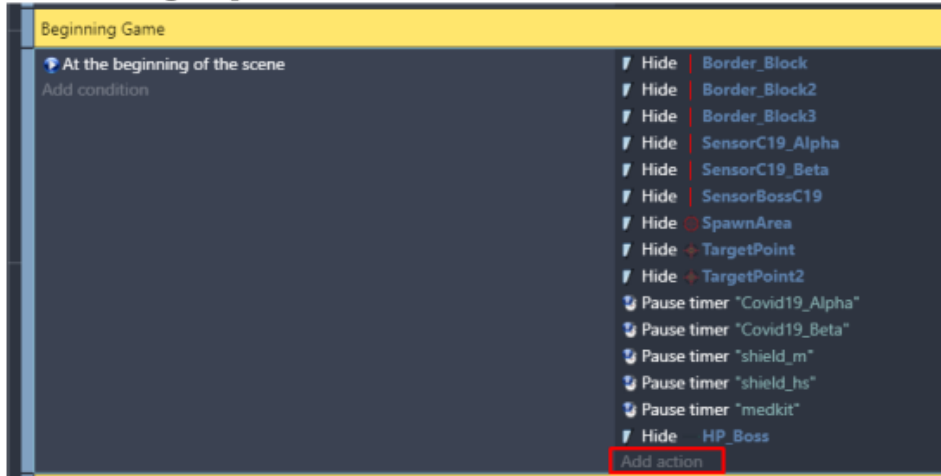 Beginning Game
At the beginning of the scene
Add condition
Hide Border_Block
Hide Border_Block2
Hide Border_Block3
Hide SensorC19_Alpha
Hide SensorC19_Beta
Hide SensorBossC19
Hide SpawnArea
Hide TargetPoint
Hide TargetPoint2
Pause timer "Covid19_Alpha"
Pause timer "Covid19_Beta"
Pause timer "shield_m"
Pause timer "shield_hs"
Pause timer "medkit"
Hide HP_Boss
Add action